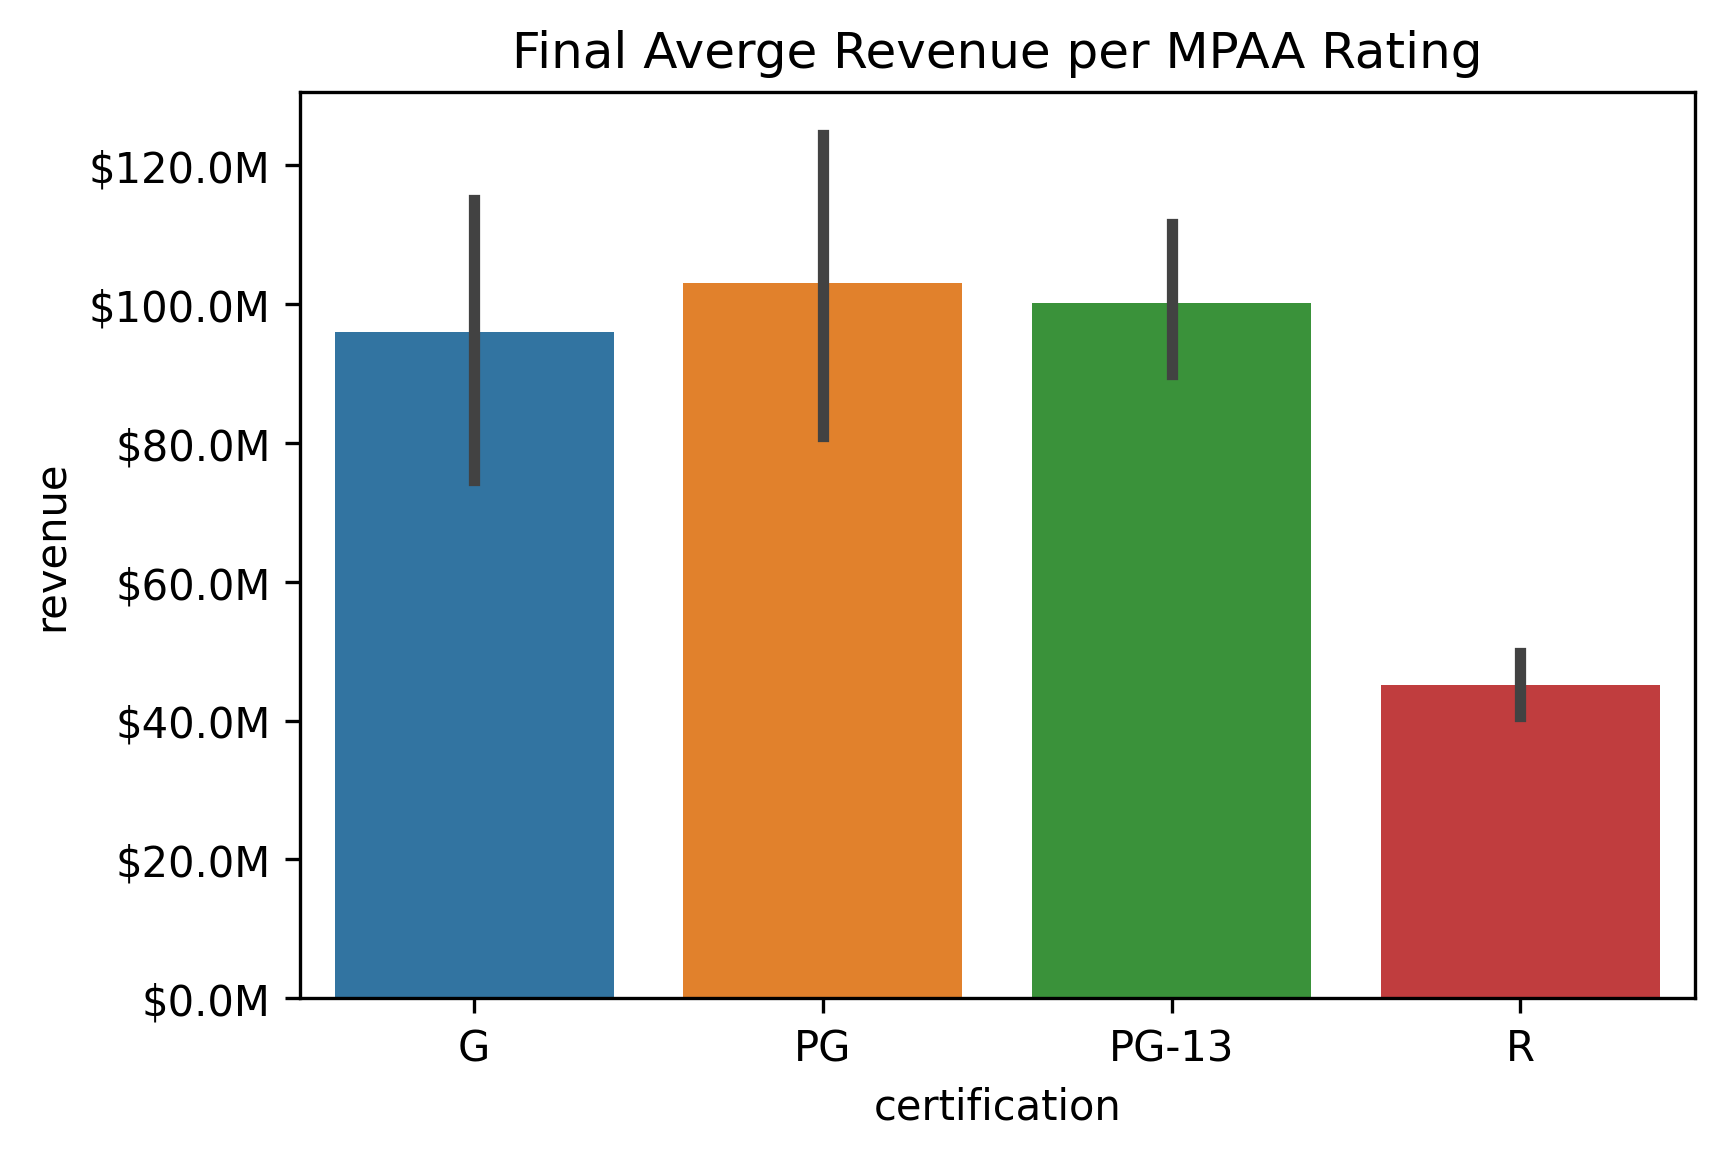 Final Averge Revenue per MPAA Rating
$120.0M
$100.0M
$80.0M
$60.0M
$40.0M
$20.0M
$0.0M
revenue
G PG PG-13 R
certification